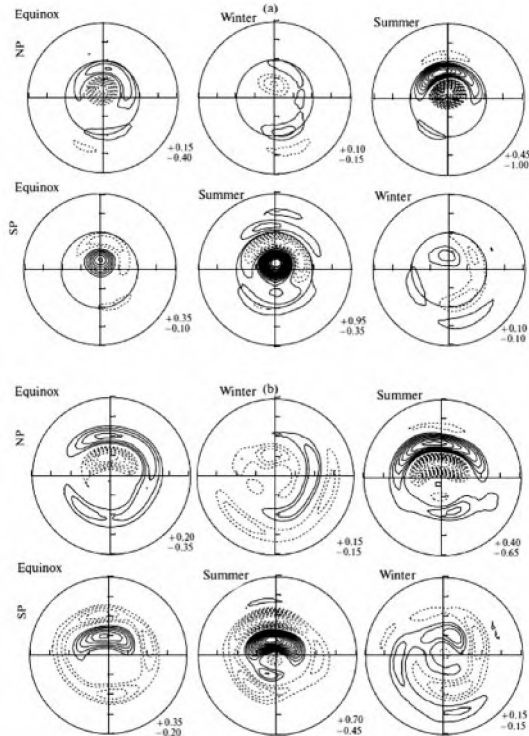 (a)
Equinox Winter Summer
NP
+0.15 +0.10 +0.45
−0.40 −0.15 −1.00
Equinox Summer Winter
SP
+0.35 +0.95 +0.10
−0.10 −0.35 −0.10
(b)
Equinox Winter Summer
NP
+0.20 +0.15 +0.40
−0.35 −0.15 −0.65
Equinox Summer Winter
SP
+0.35 +0.70 +0.15
−0.20 −0.45 −0.15